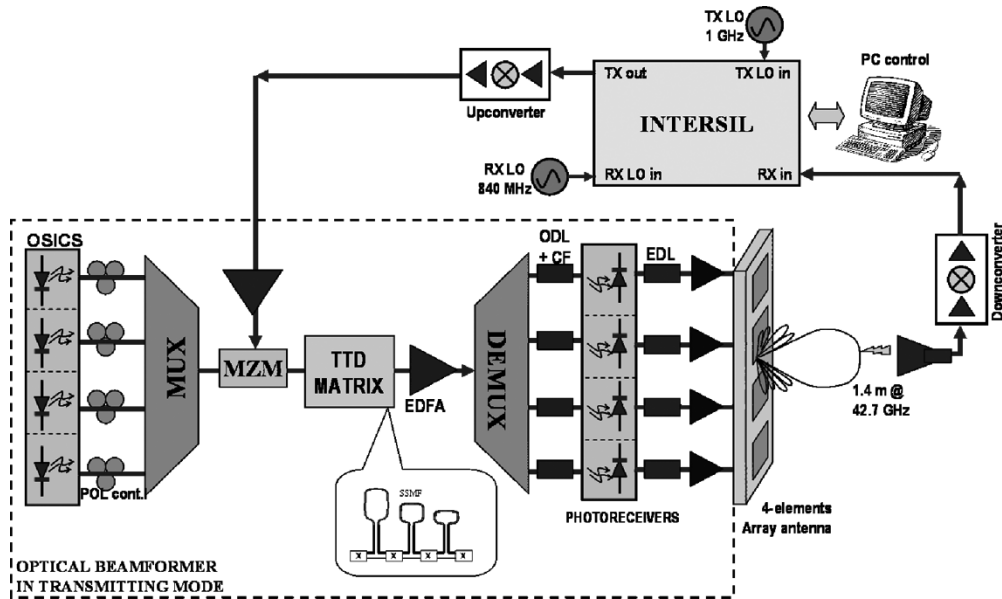 TX LO
1 GHz
TX out
TX LO in
PC control
Upconverter
INTERSIL
RX LO
840 MHz
RX LO in
RX in
OSICS
ODL
+ CF
EDL
Downconverter
MUX
MZM
TTD
MATRIX
EDFA
DEMUX
1.4 m @
42.7 GHz
POL cont.
SSMF
X X X X
PHOTORECEIVERS
4-elements
Array antenna
OPTICAL BEAMFORMER
IN TRANSMITTING MODE